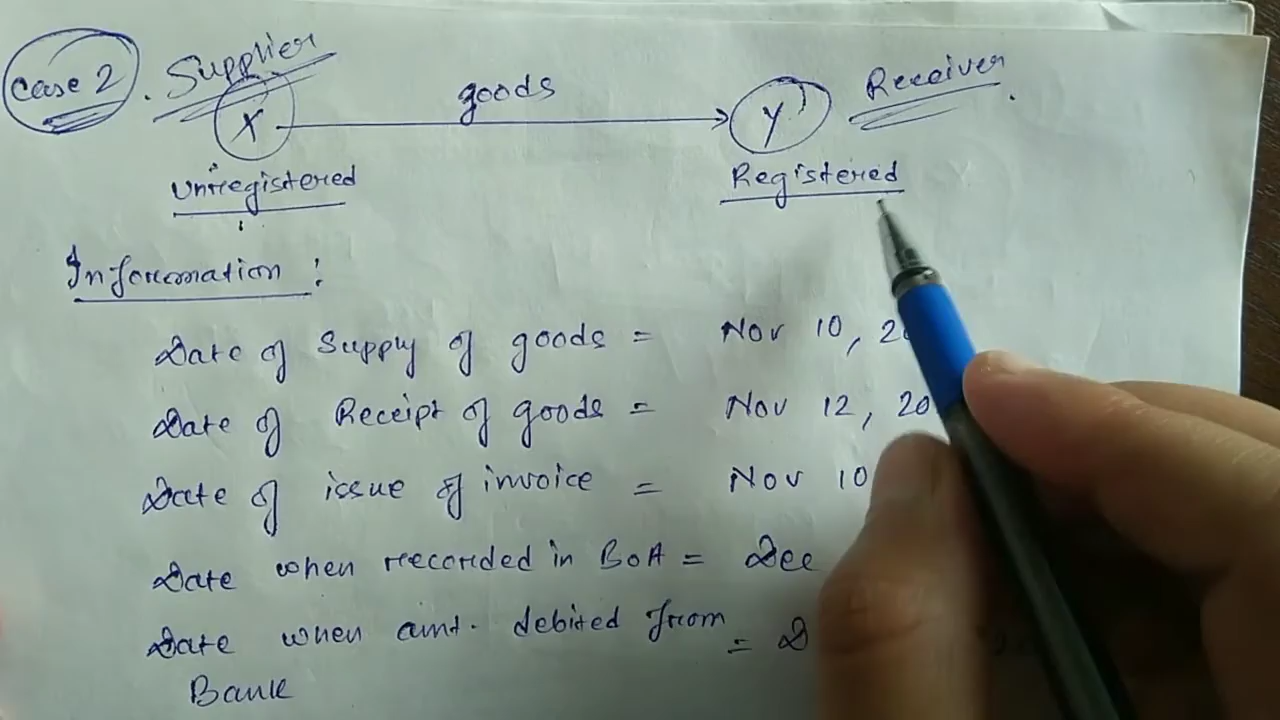 Case 2. Supplier goods Receiver.
X Y
Unregistered Registered
Information :
Date of Supply of goods = Nov 10, 20
Date of Receipt of goods = Nov 12, 20
Date of issue of invoice = Nov 10
Date when recorded in BOA = Dec
Date when amt. debited from = D
Bank